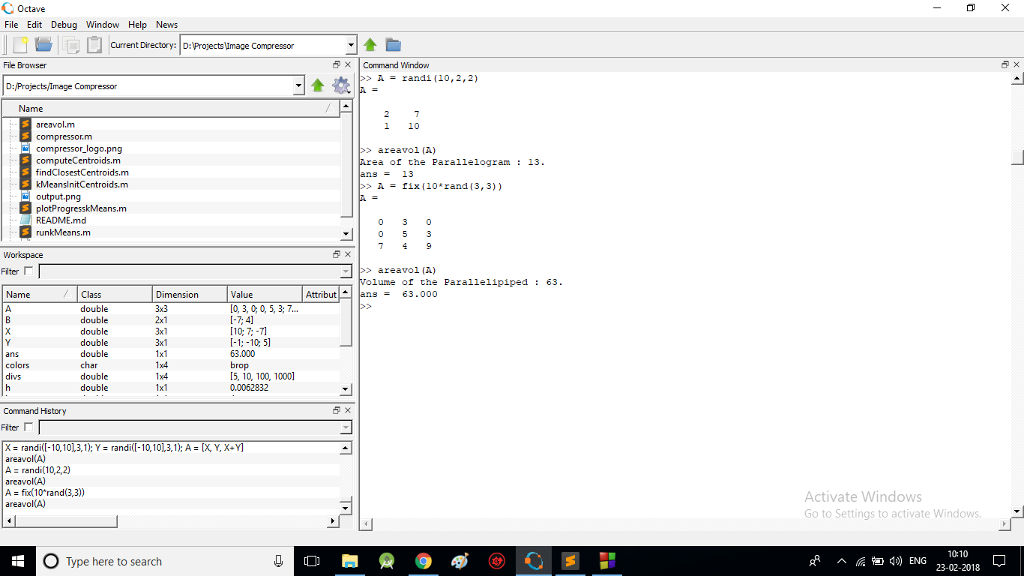 Octave
File Edit Debug Window Help News
Current Directory: D:\Projects\Image Compressor
File Browser
D:/Projects/Image Compressor
Name
areavol.m
compressor.m
compressor_logo.png
computeCentroids.m
findClosestCentroids.m
kMeansInitCentroids.m
output.png
plotProgresskMeans.m
README.md
runkMeans.m
Workspace
Filter
Name Class Dimension Value Attribut
A double 3x3 [0, 3, 0; 0, 5, 3; 7...
B double 2x1 [-7; 4]
X double 3x1 [10; 7; -7]
Y double 3x1 [-1; -10; 5]
ans double 1x1 63.000
colors char 1x4 brop
divs double 1x4 [5, 10, 100, 1000]
h double 1x1 0.0062832
Command History
Filter
X = randi([-10,10],3,1); Y = randi([-10,10],3,1); A = [X, Y, X+Y]
areavol(A)
A = randi(10,2,2)
areavol(A)
A = fix(10*rand(3,3))
areavol(A)
Command Window
>> A = randi(10,2,2)
A =
2 7
1 10
>> areavol(A)
Area of the Parallelogram : 13.
ans = 13
>> A = fix(10*rand(3,3))
A =
0 3 0
0 5 3
7 4 9
>> areavol(A)
Volume of the Parallelipiped : 63.
ans = 63.000
>>
Activate Windows
Go to Settings to activate Windows.
Type here to search
ENG
10:10
23-02-2018